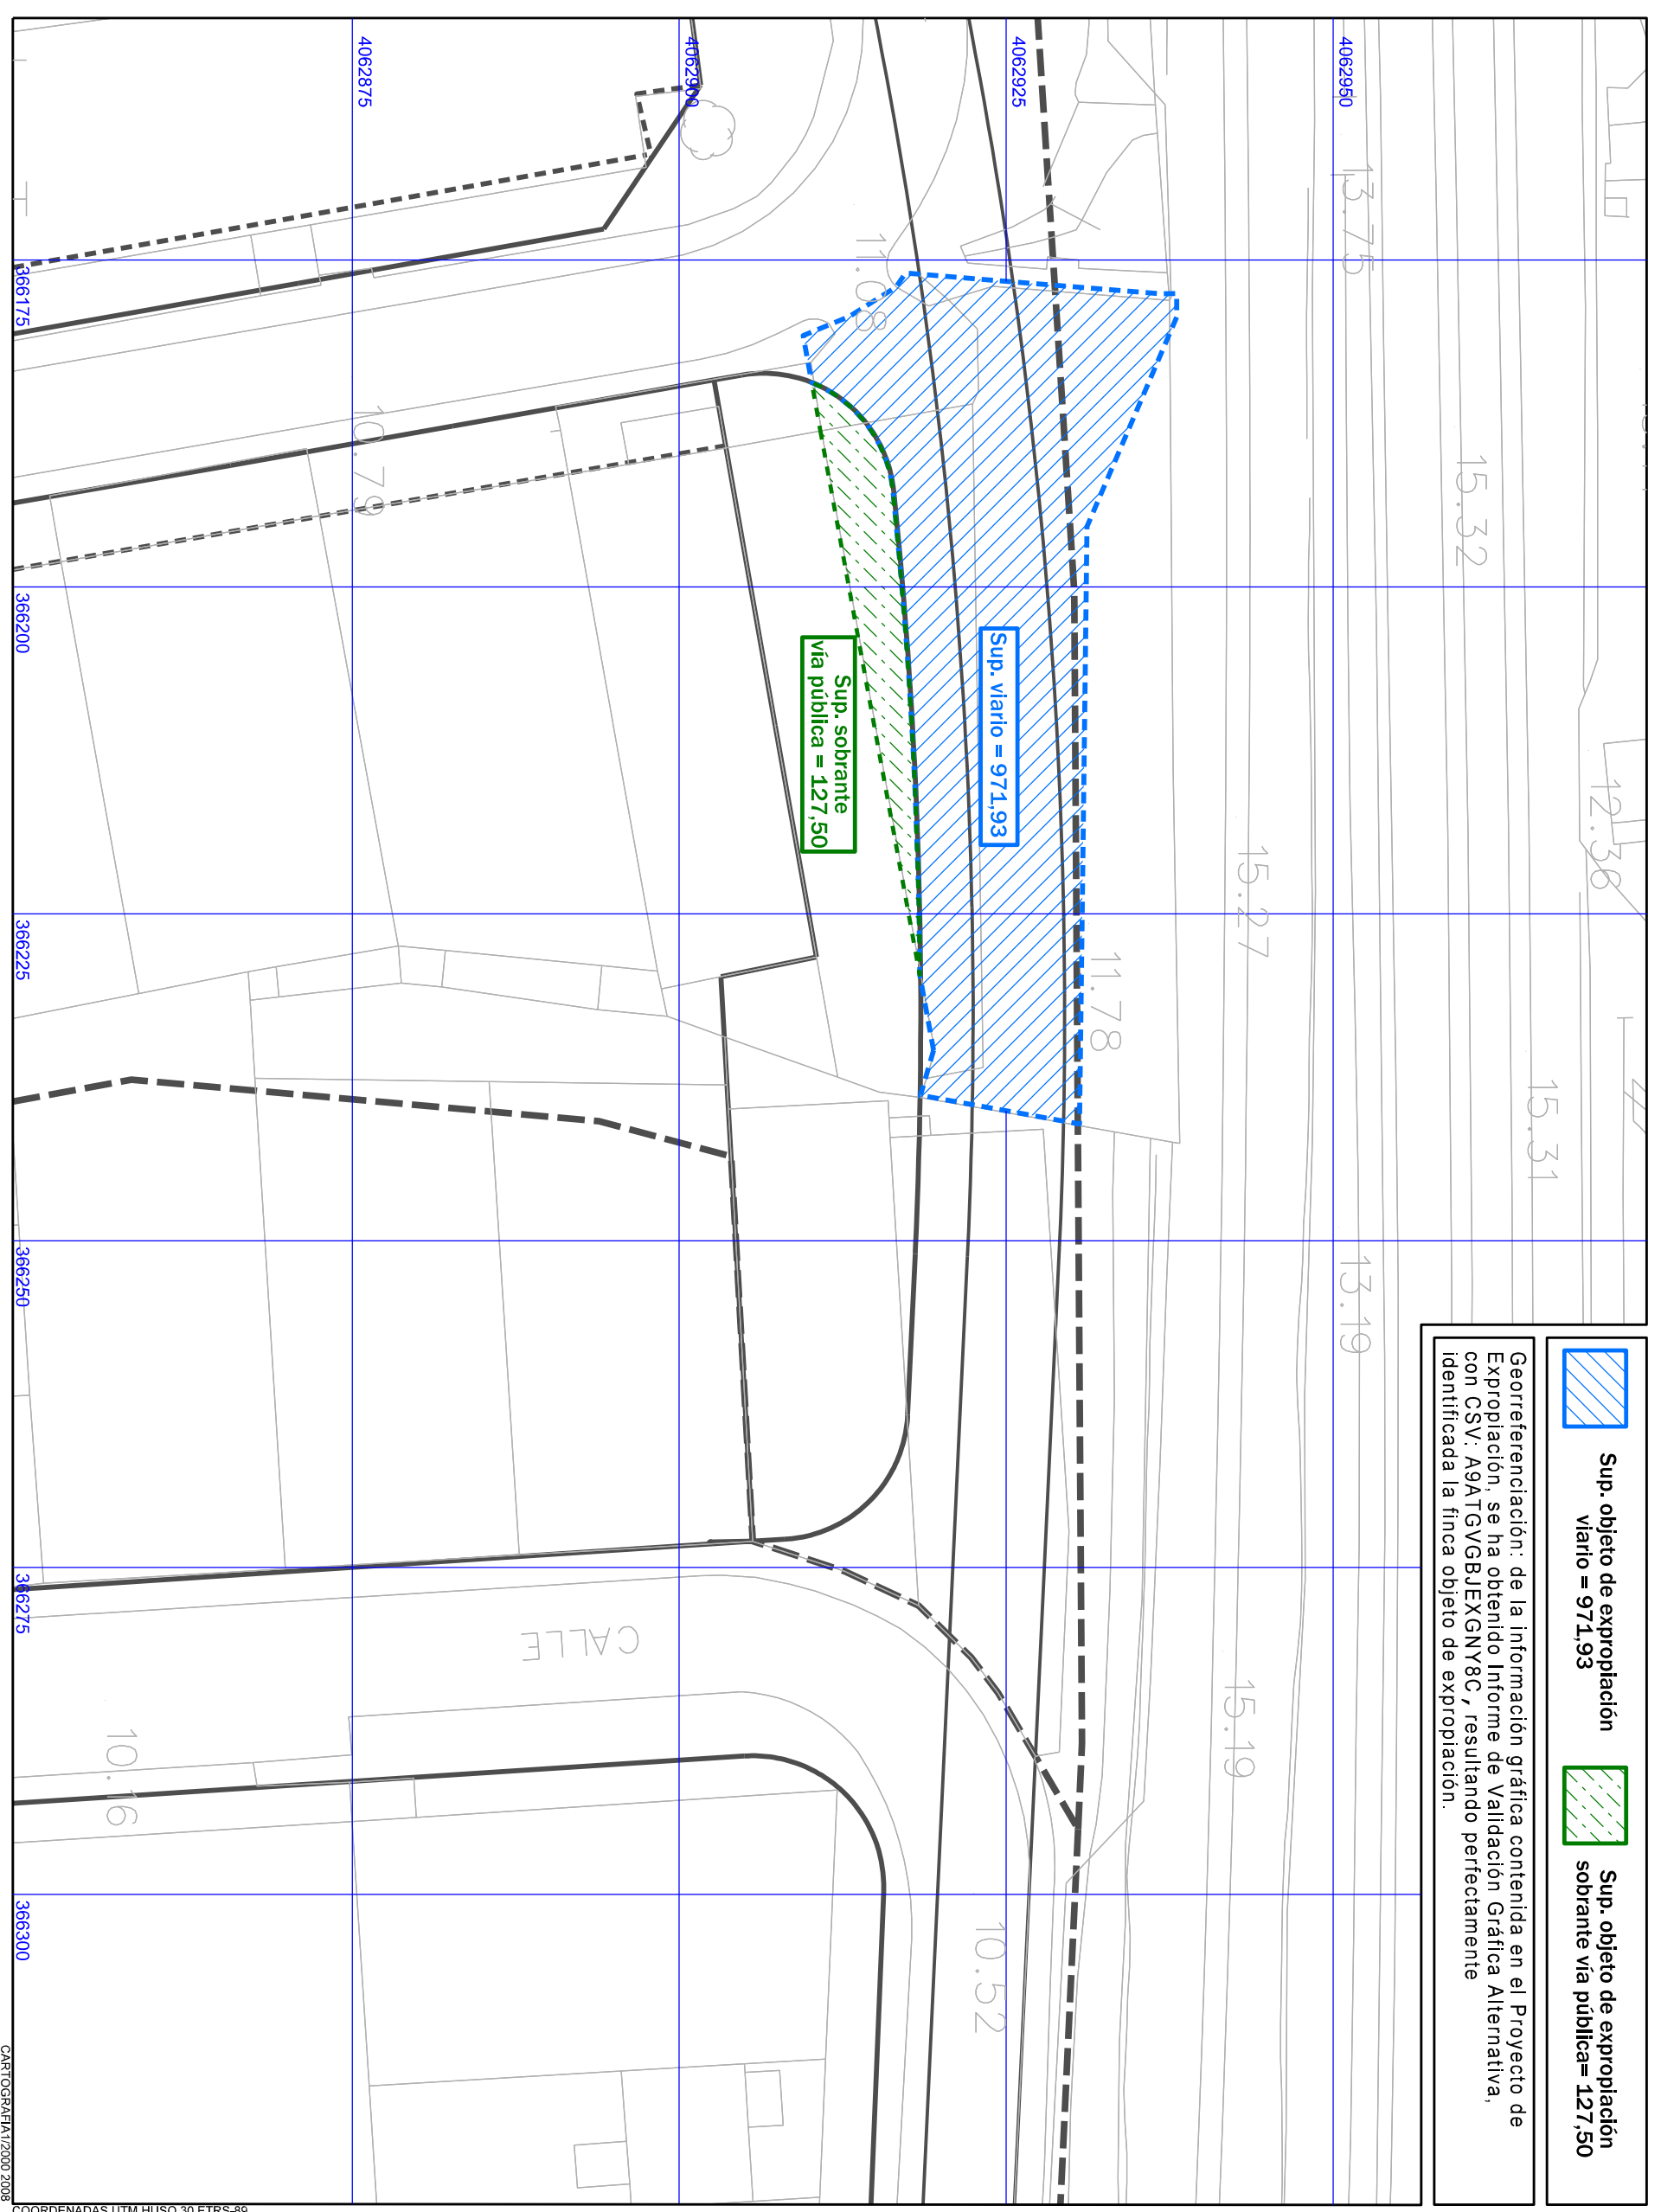 4062950
4062925
4062900
4062875
366175
366200
366225
366250
366275
366300
13.75
15.32
12.36
11.08
10.79
15.27
11.78
15.31
13.19
15.19
10.52
10.16
CALLE
Sup. viario = 971,93
Sup. sobrante
vía pública = 127,50
Sup. objeto de expropiación
viario = 971,93
Sup. objeto de expropiación
sobrante vía pública= 127,50
Georreferenciación: de la información gráfica contenida en el Proyecto de
Expropiación, se ha obtenido Informe de Validación Gráfica Alternativa,
con CSV: A9ATGVGBJEXGNY8C, resultando perfectamente
identificada la finca objeto de expropiación.
CARTOGRAFIA1/2000 2008
COORDENADAS UTM HUSO 30 ETRS-89